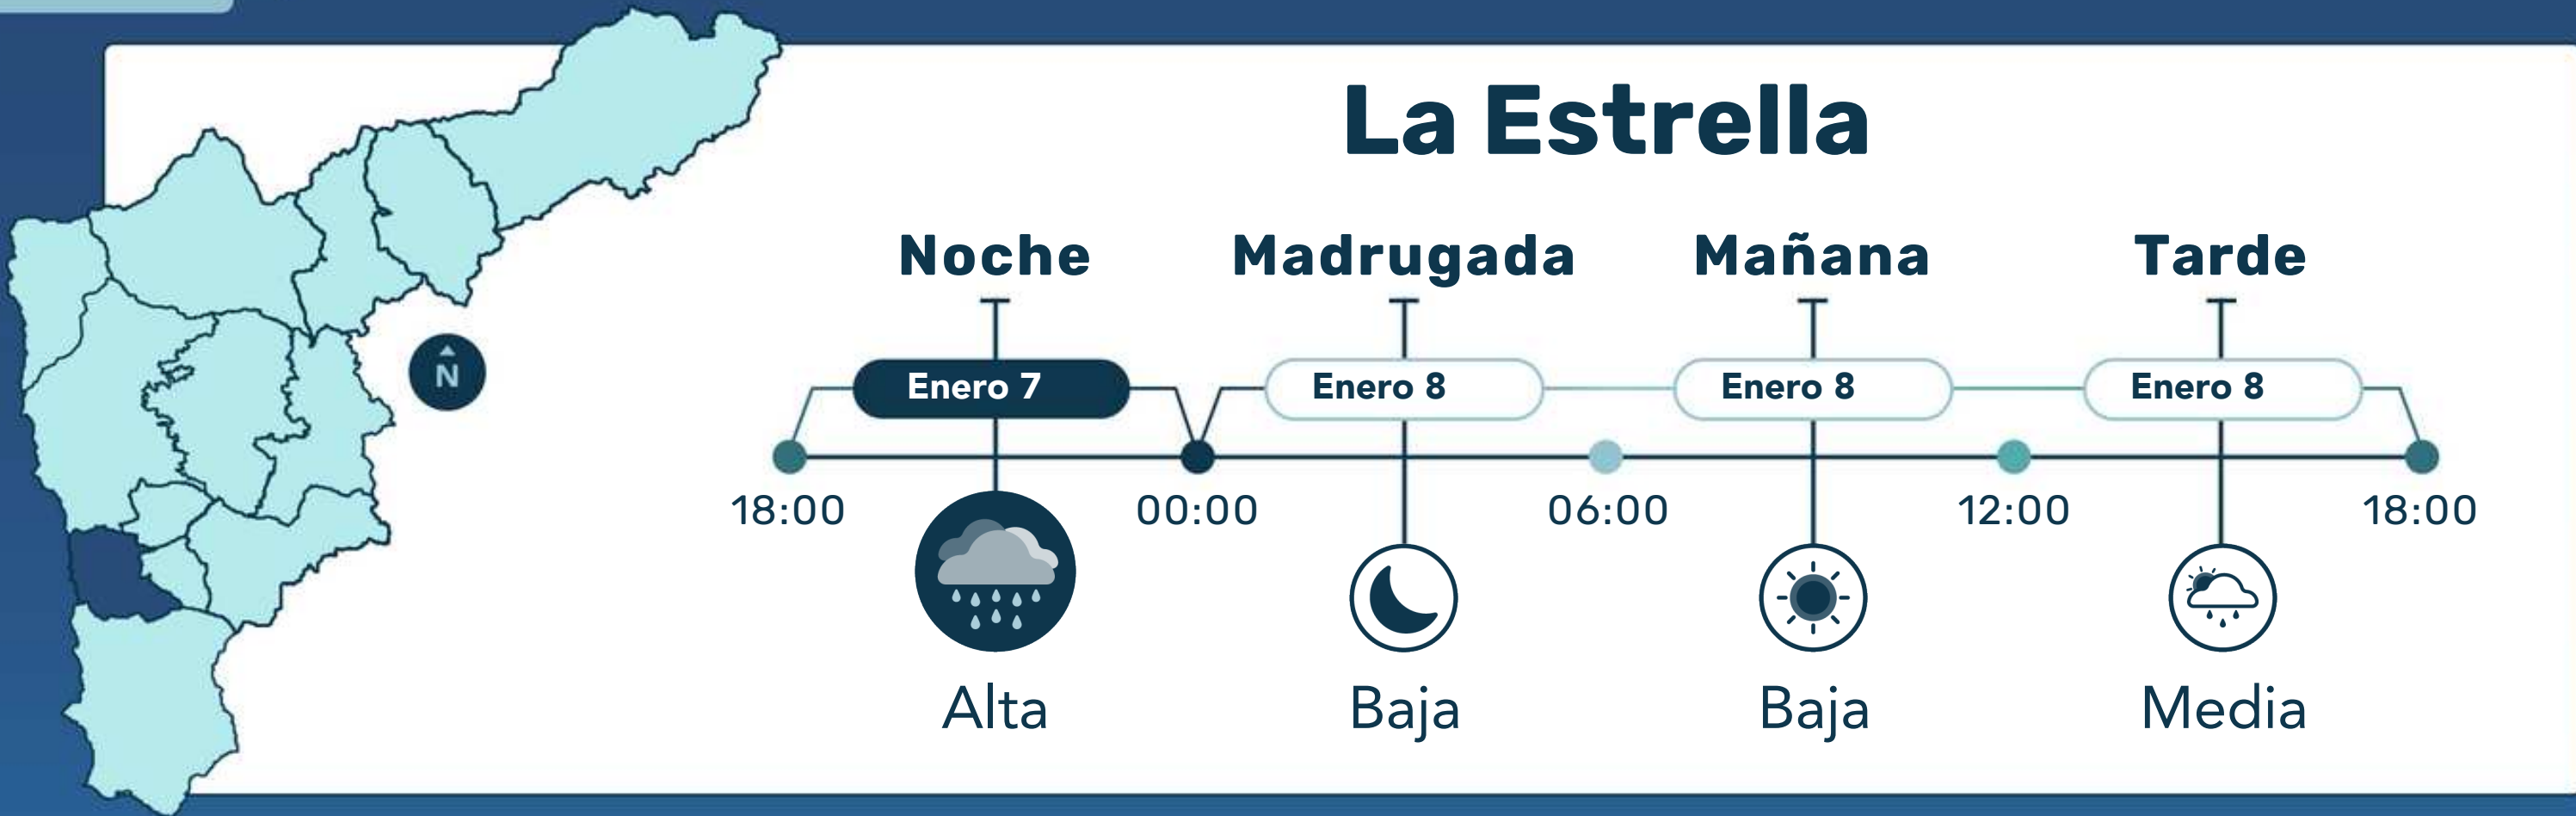 La Estrella
Noche
Madrugada
Mañana
Tarde
N
Enero 7
Enero 8
Enero 8
Enero 8
18:00
00:00
06:00
12:00
18:00
Alta
Baja
Baja
Media